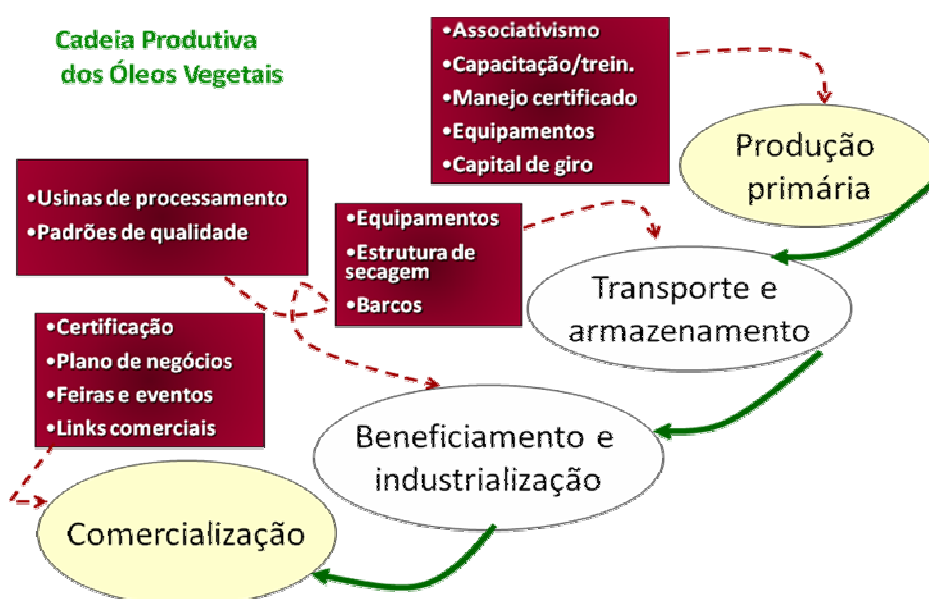 Cadeia Produtiva
dos Óleos Vegetais
•Associativismo
•Capacitação/trein.
•Manejo certificado
•Equipamentos
•Capital de giro
Produção
primária
•Usinas de processamento
•Padrões de qualidade
•Equipamentos
•Estrutura de
secagem
•Barcos
Transporte e
armazenamento
•Certificação
•Plano de negócios
•Feiras e eventos
•Links comerciais
Beneficiamento e
industrialização
Comercialização